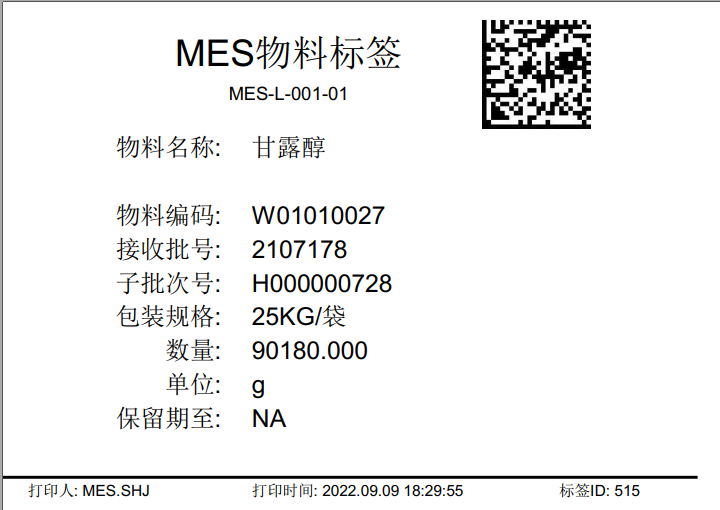 MES物料标签
MES-L-001-01
物料名称: 甘露醇
物料编码: W01010027
接收批号: 2107178
子批次号: H000000728
包装规格: 25KG/袋
数量: 90180.000
单位: g
保留期至: NA
打印人: MES.SHJ 打印时间: 2022.09.09 18:29:55 标签ID: 515